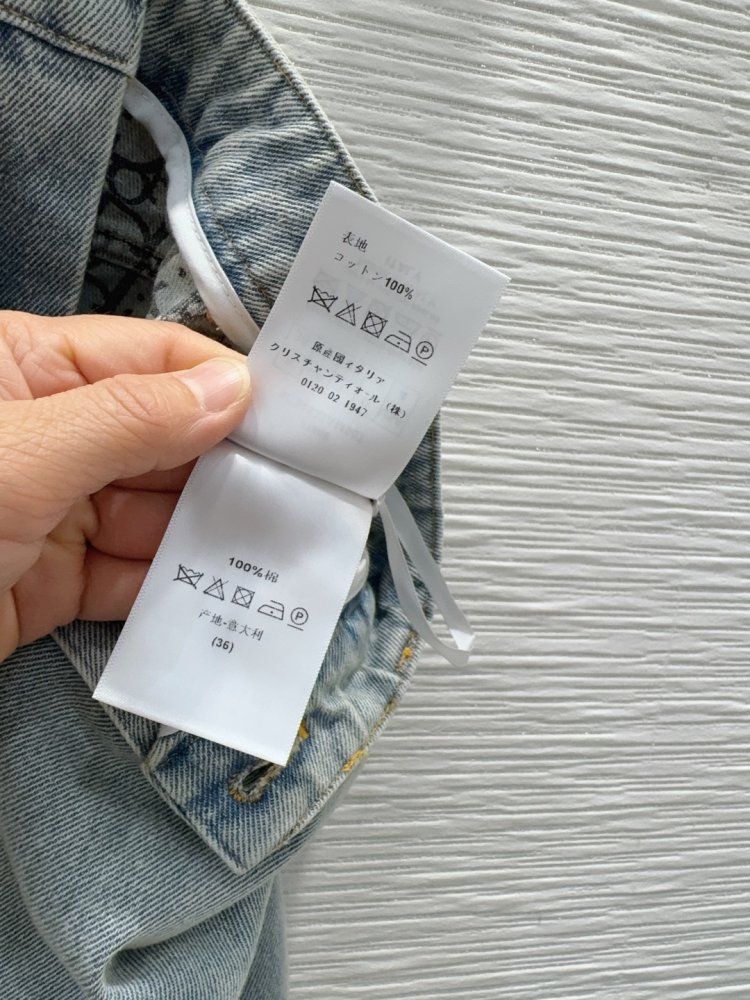 表地
コットン100%
P
原産国イタリア
クリスチャンディオール（株）
0120 02 1947
100%棉
P
产地-意大利
(36)